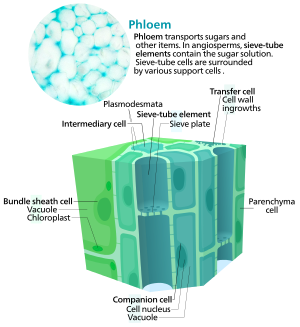 Phloem
Phloem transports sugars and
other items. In angiosperms, sieve-tube
elements contain the sugar solution.
Sieve-tube cells are surrounded
by various support cells .
Transfer cell
Cell wall
ingrowths
Plasmodesmata
Sieve-tube element
Intermediary cell
Sieve plate
Bundle sheath cell
Vacuole
Chloroplast
Parenchyma
cell
Companion cell
Cell nucleus
Vacuole